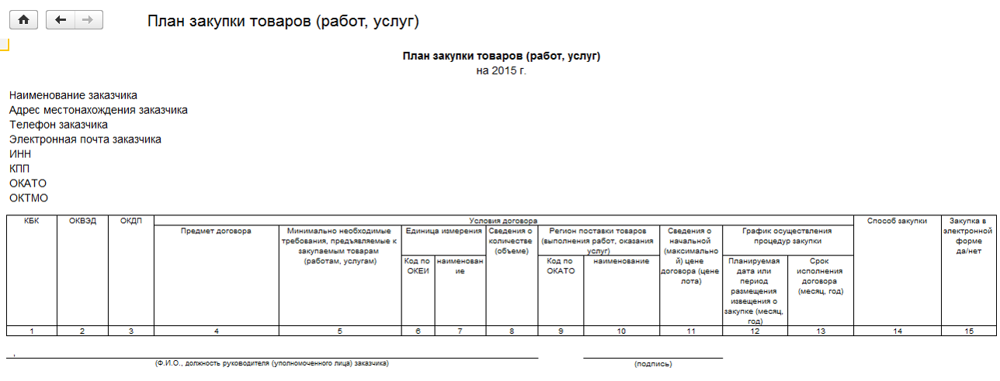 План закупки товаров (работ, услуг)
План закупки товаров (работ, услуг)
на 2015 г.
Наименование заказчика
Адрес местонахождения заказчика
Телефон заказчика
Электронная почта заказчика
ИНН
КПП
ОКАТО
ОКТМО
КБК
ОКВЭД
ОКДП
Условия договора
Способ закупки
Закупка в
электронной
форме
да/нет
Предмет договора
Минимально необходимые
требования, предъявляемые к
закупаемым товарам
(работам, услугам)
Единица измерения
Сведения о
количестве
(объеме)
Регион поставки товаров
(выполнения работ, оказания
услуг)
Сведения о
начальной
(максимально
й) цене
договора (цене
лота)
График осуществления
процедур закупки
Код по
ОКЕИ
наименован
ие
Код по
ОКАТО
наименование
Планируемая
дата или
период
размещения
извещения о
закупке (месяц,
год)
Срок
исполнения
договора
(месяц, год)
1 2 3 4 5 6 7 8 9 10 11 12 13 14 15
,
(Ф.И.О., должность руководителя (уполномоченного лица) заказчика)
(подпись)